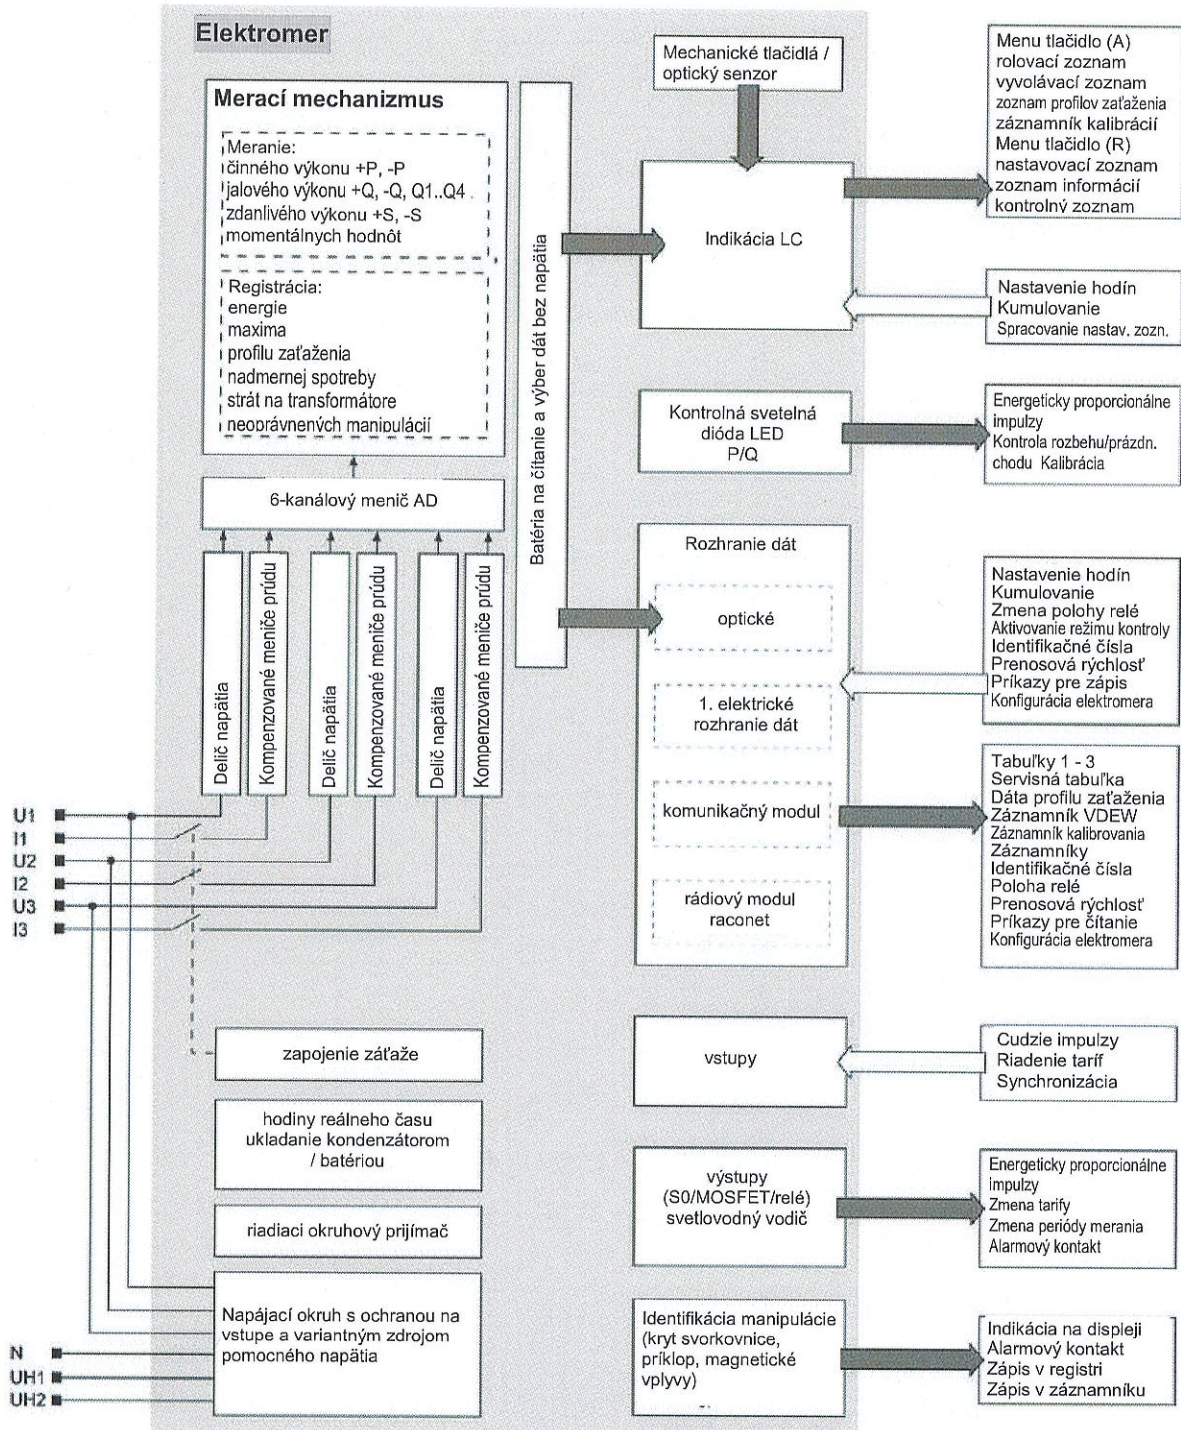 Elektromer
Merací mechanizmus
Meranie:
činného výkonu +P, -P
jalového výkonu +Q, -Q, Q1..Q4
zdanlivého výkonu +S, -S
momentálnych hodnôt
Registrácia:
energie
maxima
profilu zaťaženia
nadmernej spotreby
strát na transformátore
neoprávnených manipulácií
6-kanálový menič AD
Delič napätia
Kompenzované meniče prúdu
Delič napätia
Kompenzované meniče prúdu
Delič napätia
Kompenzované meniče prúdu
U1
I1
U2
I2
U3
I3
zapojenie záťaže
hodiny reálneho času
ukladanie kondenzátorom
/ batériou
riadiaci okruhový prijímač
Napájací okruh s ochranou na
vstupe a variantným zdrojom
pomocného napätia
N
UH1
UH2
Batéria na čítanie a výber dát bez napätia
Mechanické tlačidlá /
optický senzor
Indikácia LC
Kontrolná svetelná
dióda LED
P/Q
Rozhranie dát
optické
1. elektrické
rozhranie dát
komunikačný modul
rádiový modul
raconet
vstupy
výstupy
(S0/MOSFET/relé)
svetlovodný vodič
Identifikácia manipulácie
(kryt svorkovnice,
príklop, magnetické
vplyvy)
Menu tlačidlo (A)
rolovací zoznam
vyvolávací zoznam
zoznam profilov zaťaženia
záznamník kalibrácií
Menu tlačidlo (R)
nastavovací zoznam
zoznam informácií
kontrolný zoznam
Nastavenie hodín
Kumulovanie
Spracovanie nastav. zozn.
Energeticky proporcionálne
impulzy
Kontrola rozbehu/prázdn.
chodu Kalibrácia
Nastavenie hodín
Kumulovanie
Zmena polohy relé
Aktivovanie režimu kontroly
Identifikačné čísla
Prenosová rýchlosť
Príkazy pre zápis
Konfigurácia elektromera
Tabuľky 1 - 3
Servisná tabuľka
Dáta profilu zaťaženia
Záznamník VDEW
Záznamník kalibrovania
Záznamníky
Identifikačné čísla
Poloha relé
Prenosová rýchlosť
Príkazy pre čítanie
Konfigurácia elektromera
Cudzie impulzy
Riadenie taríf
Synchronizácia
Energeticky proporcionálne
impulzy
Zmena tarify
Zmena periódy merania
Alarmový kontakt
Indikácia na displeji
Alarmový kontakt
Zápis v registri
Zápis v záznamníku